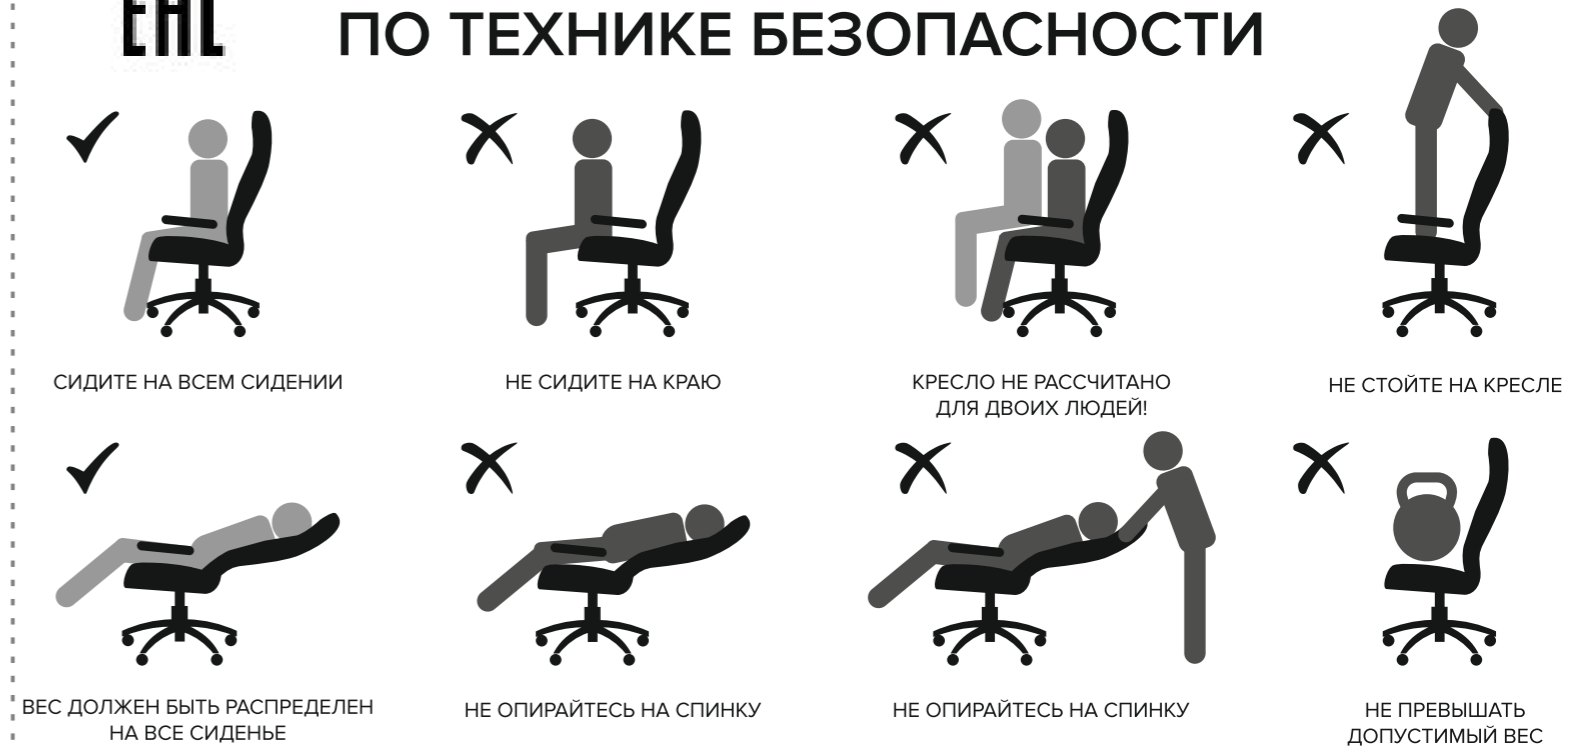 EAC
ПО ТЕХНИКЕ БЕЗОПАСНОСТИ
СИДИТЕ НА ВСЕМ СИДЕНИИ
НЕ СИДИТЕ НА КРАЮ
КРЕСЛО НЕ РАССЧИТАНО
ДЛЯ ДВОИХ ЛЮДЕЙ!
НЕ СТОЙТЕ НА КРЕСЛЕ
ВЕС ДОЛЖЕН БЫТЬ РАСПРЕДЕЛЕН
НА ВСЕ СИДЕНЬЕ
НЕ ОПИРАЙТЕСЬ НА СПИНКУ
НЕ ОПИРАЙТЕСЬ НА СПИНКУ
НЕ ПРЕВЫШАТЬ
ДОПУСТИМЫЙ ВЕС